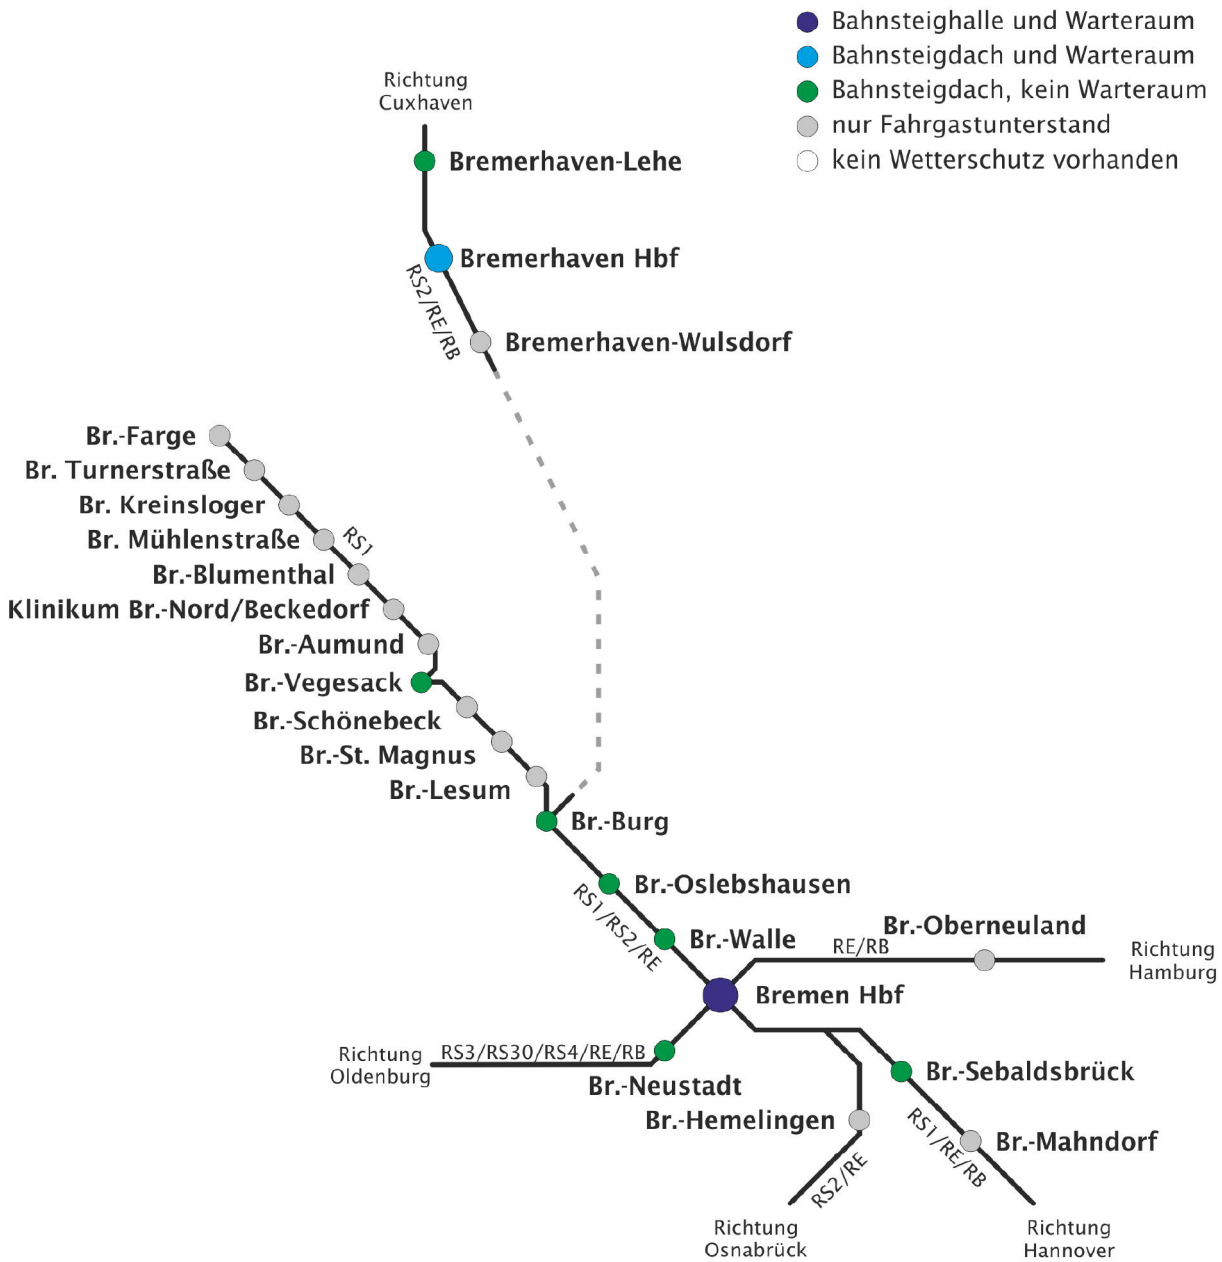 Bahnsteighalle und Warteraum
Bahnsteigdach und Warteraum
Bahnsteigdach, kein Warteraum
nur Fahrgastunterstand
kein Wetterschutz vorhanden
Richtung
Cuxhaven
Bremerhaven-Lehe
Bremerhaven Hbf
RS2/RE/RB
Bremerhaven-Wulsdorf
Br.-Farge
Br. Turnerstraße
Br. Kreinsloger
Br. Mühlenstraße
RS1
Br.-Blumenthal
Klinikum Br.-Nord/Beckedorf
Br.-Aumund
Br.-Vegesack
Br.-Schönebeck
Br.-St. Magnus
Br.-Lesum
Br.-Burg
Br.-Oslebshausen
RS1/RS2/RE
Br.-Walle
Br.-Oberneuland
RE/RB
Richtung
Hamburg
Bremen Hbf
RS3/RS30/RS4/RE/RB
Richtung
Oldenburg
Br.-Neustadt
Br.-Sebaldsbrück
Br.-Hemelingen
RS1/RE/RB
Br.-Mahndorf
RS2/RE
Richtung
Osnabrück
Richtung
Hannover